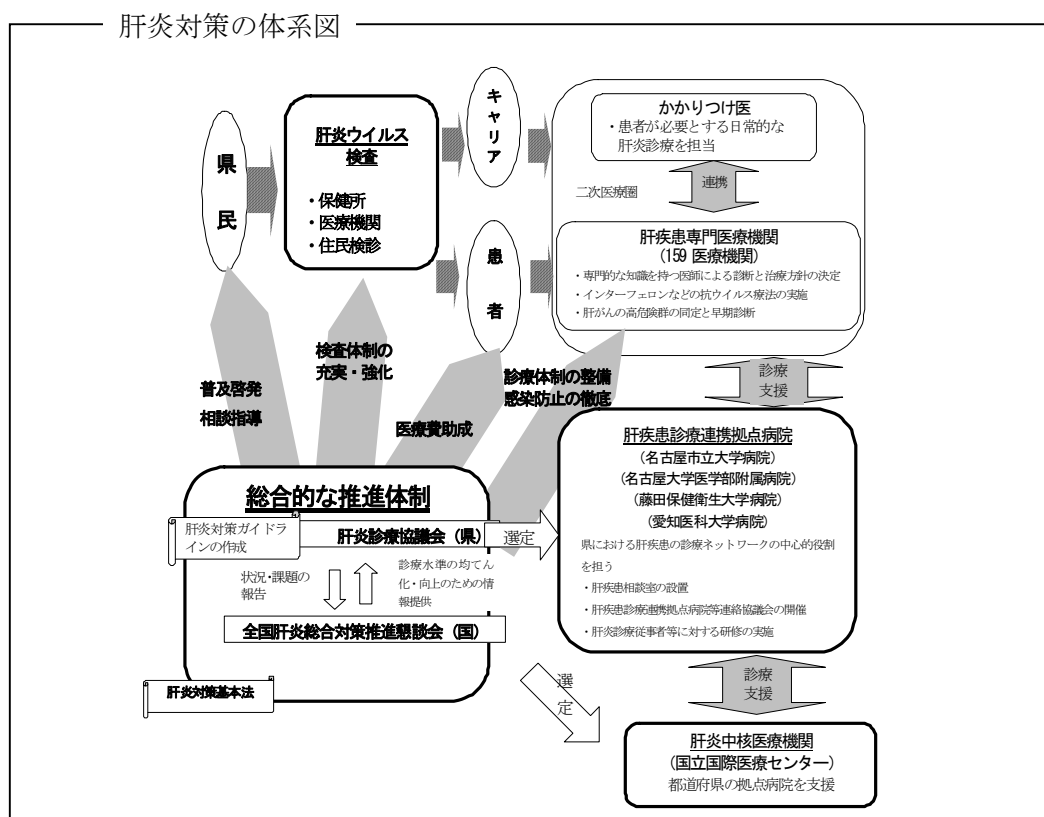 肝炎対策の体系図
県民
肝炎ウイルス
検査
・保健所
・医療機関
・住民検診
キャリア
患者
かかりつけ医
・患者が必要とする日常的な
肝炎診療を担当
連携
二次医療圏
肝疾患専門医療機関
(159 医療機関)
・専門的な知識を持つ医師による診断と治療方針の決定
・インターフェロンなどの抗ウイルス療法の実施
・肝がんの高危険群の同定と早期診断
普及啓発
相談指導
検査体制の
充実・強化
医療費助成
診療体制の整備
感染防止の徹底
診療
支援
肝疾患診療連携拠点病院
(名古屋市立大学病院)
(名古屋大学医学部附属病院)
(藤田保健衛生大学病院)
(愛知医科大学病院)
県における肝疾患の診療ネットワークの中心的役割
を担う
・肝疾患相談室の設置
・肝疾患診療連携拠点病院等連絡協議会の開催
・肝炎診療従事者等に対する研修の実施
総合的な推進体制
肝炎対策ガイドラ
インの作成
肝炎診療協議会(県)
選定
状況・課題の
報告
診療水準の均てん
化・向上のための情
報提供
全国肝炎総合対策推進懇談会(国)
肝炎対策基本法
選定
診療
支援
肝炎中核医療機関
(国立国際医療センター)
都道府県の拠点病院を支援